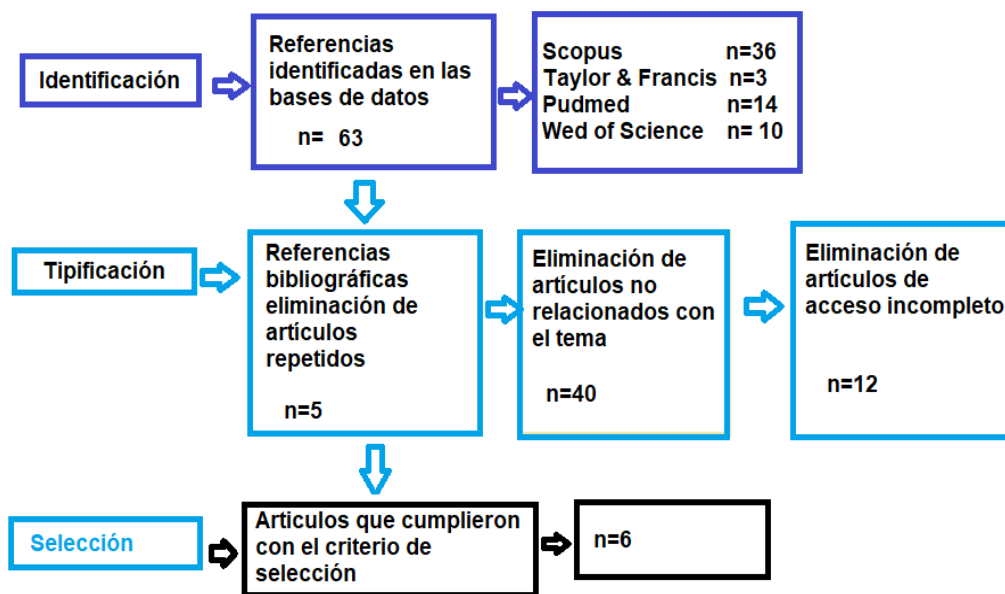 Identificación
Referencias
identificadas en las
bases de datos
n= 63
Scopus n=36
Taylor & Francis n=3
Pudmed n=14
Wed of Science n= 10
Tipificación
Referencias
bibliográficas
eliminación de
artículos
repetidos
n=5
Eliminación de
artículos no
relacionados con
el tema
n=40
Eliminación de
artículos de
acceso incompleto
n=12
Selección
Articulos que cumplieron
con el criterio de
selección
n=6